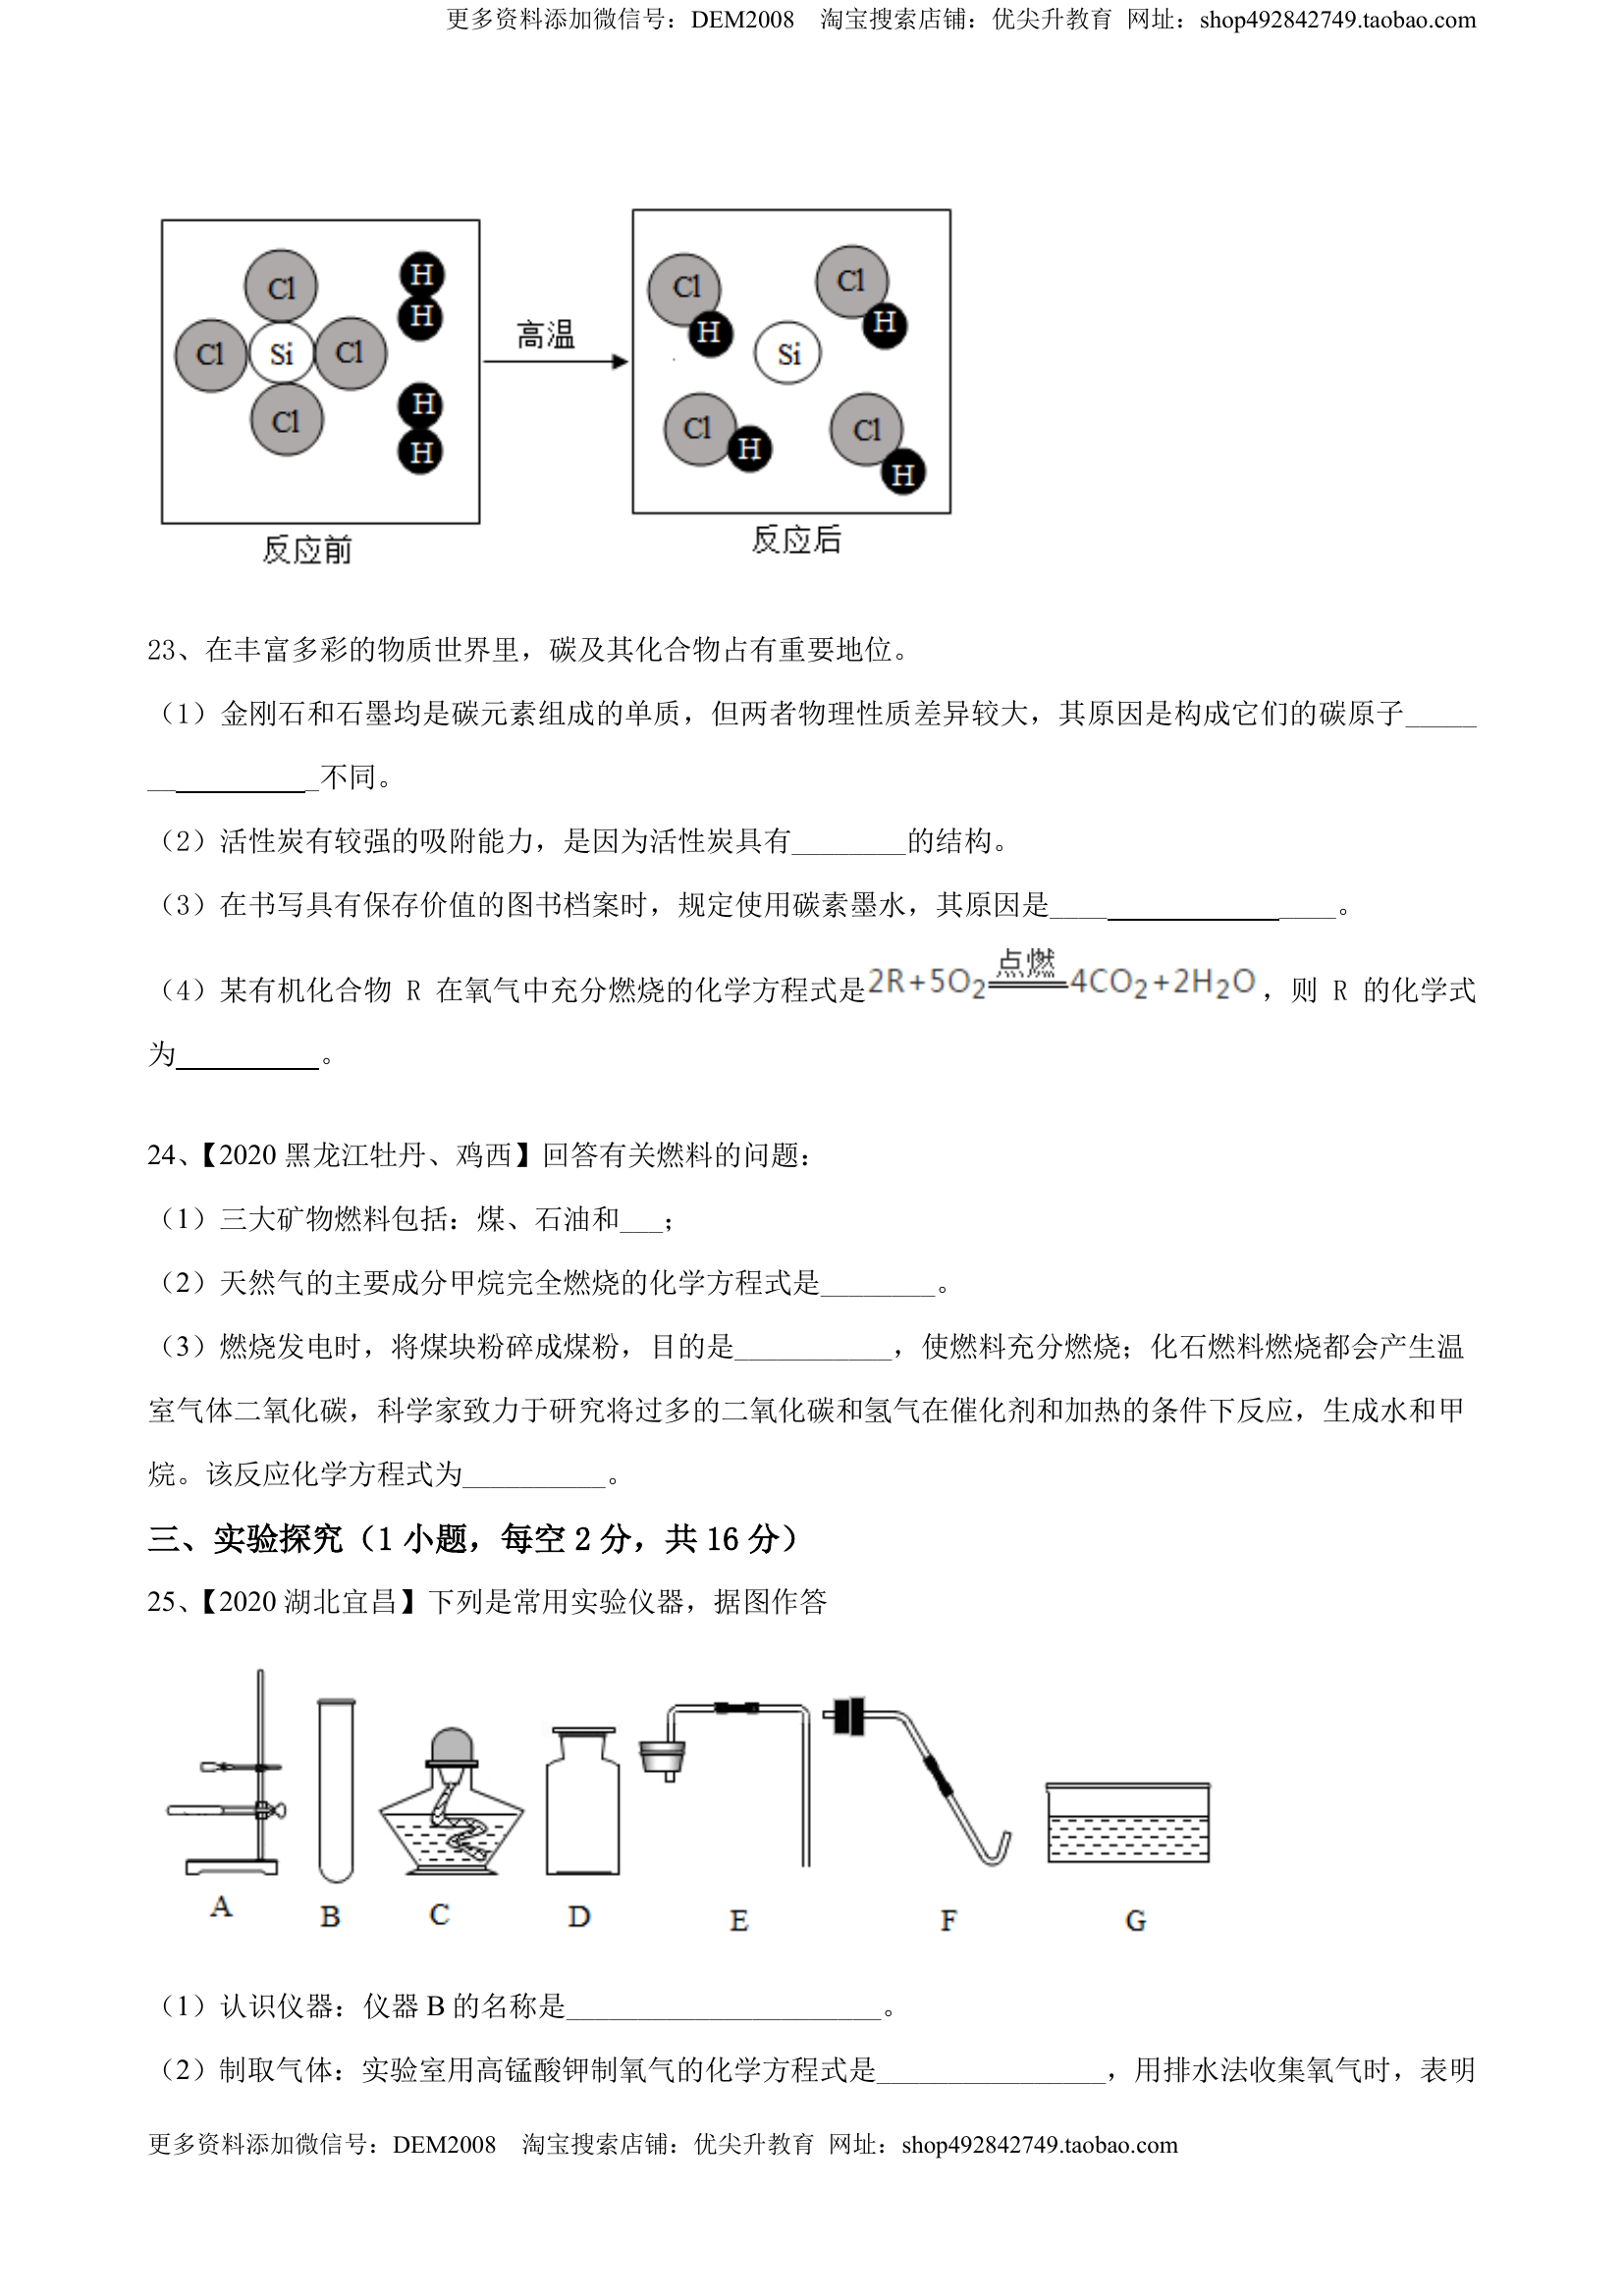 更多资料添加微信号：DEM2008 淘宝搜索店铺：优尖升教育 网址：shop492842749.taobao.com
Cl Cl Si Cl Cl H H H H
高温
Cl H Cl H Si Cl H Cl H
反应前
反应后
23、在丰富多彩的物质世界里，碳及其化合物占有重要地位。
（1）金刚石和石墨均是碳元素组成的单质，但两者物理性质差异较大，其原因是构成它们的碳原子_____
____________不同。
（2）活性炭有较强的吸附能力，是因为活性炭具有________的结构。
（3）在书写具有保存价值的图书档案时，规定使用碳素墨水，其原因是____________________。
（4）某有机化合物 R 在氧气中充分燃烧的化学方程式是2R+5O₂ 点燃 4CO₂+2H₂O，则 R 的化学式
为__________。
24、【2020 黑龙江牡丹、鸡西】回答有关燃料的问题：
（1）三大矿物燃料包括：煤、石油和___；
（2）天然气的主要成分甲烷完全燃烧的化学方程式是________。
（3）燃烧发电时，将煤块粉碎成煤粉，目的是___________，使燃料充分燃烧；化石燃料燃烧都会产生温
室气体二氧化碳，科学家致力于研究将过多的二氧化碳和氢气在催化剂和加热的条件下反应，生成水和甲
烷。该反应化学方程式为__________。
三、实验探究（1 小题，每空 2 分，共 16 分）
25、【2020 湖北宜昌】下列是常用实验仪器，据图作答
A B C D E F G
（1）认识仪器：仪器 B 的名称是______________________。
（2）制取气体：实验室用高锰酸钾制氧气的化学方程式是________________，用排水法收集氧气时，表明
更多资料添加微信号：DEM2008 淘宝搜索店铺：优尖升教育 网址：shop492842749.taobao.com